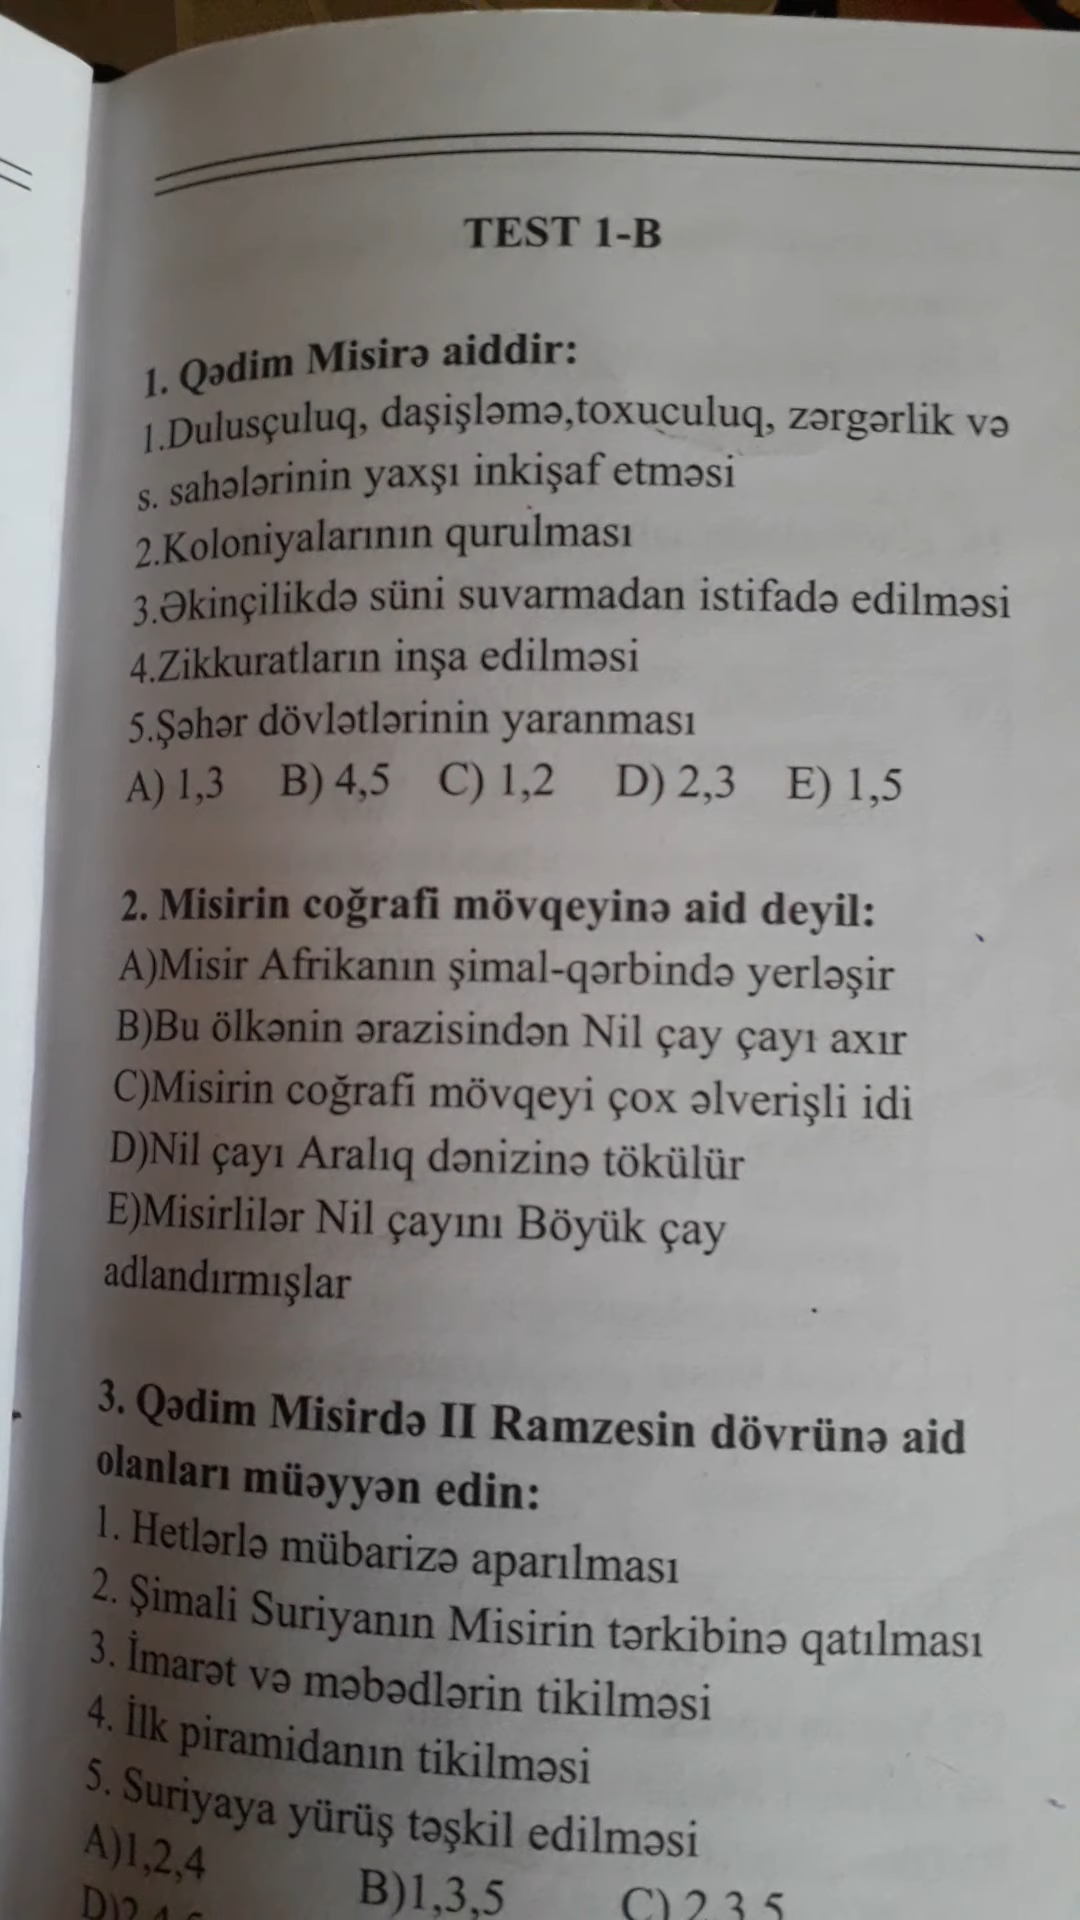 TEST 1-B
1. Qədim Misirə aiddir:
1.Dulusçuluq, daşişləmə,toxuculuq, zərgərlik və
s. sahələrinin yaxşı inkişaf etməsi
2.Koloniyalarının qurulması
3.Əkinçilikdə süni suvarmadan istifadə edilməsi
4.Zikkuratların inşa edilməsi
5.Şəhər dövlətlərinin yaranması
A) 1,3 B) 4,5 C) 1,2 D) 2,3 E) 1,5
2. Misirin coğrafi mövqeyinə aid deyil:
A)Misir Afrikanın şimal-qərbində yerləşir
B)Bu ölkənin ərazisindən Nil çay çayı axır
C)Misirin coğrafi mövqeyi çox əlverişli idi
D)Nil çayı Aralıq dənizinə tökülür
E)Misirlilər Nil çayını Böyük çay
adlandırmışlar
3. Qədim Misirdə II Ramzesin dövrünə aid
olanları müəyyən edin:
1. Hetlərlə mübarizə aparılması
2. Şimali Suriyanın Misirin tərkibinə qatılması
3. İmarət və məbədlərin tikilməsi
4. İlk piramidanın tikilməsi
5. Suriyaya yürüş təşkil edilməsi
A)1,2,4 B)1,3,5 C) 2,3,5